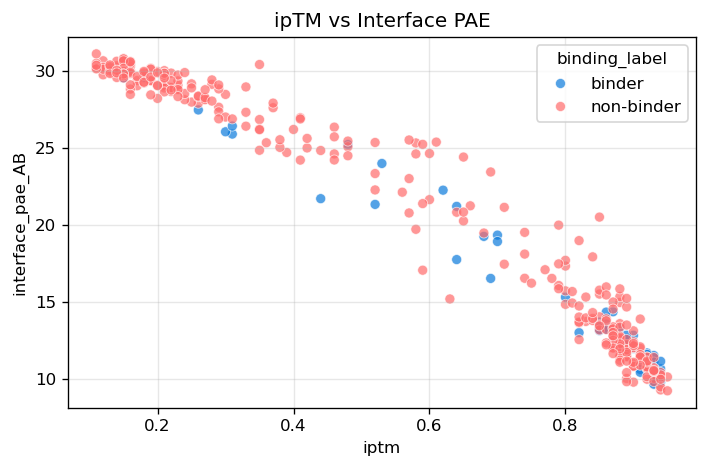 ipTM vs Interface PAE
binding_label
binder
non-binder
interface_pae_AB
30
25
20
15
10
0.2
0.4
0.6
0.8
iptm